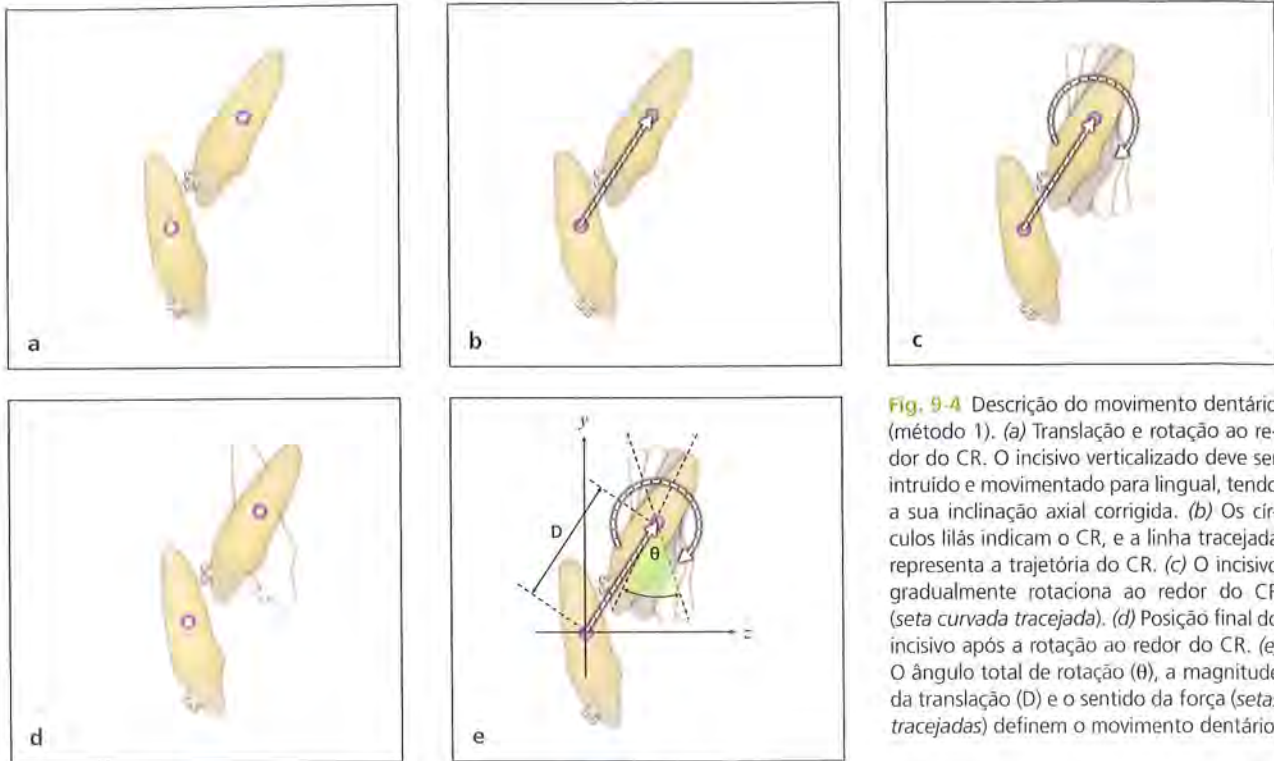 a
b
c
d
y
D
θ
z
e
Fig. 9-4 Descrição do movimento dentário
(método 1). (a) Translação e rotação ao re-
dor do CR. O incisivo verticalizado deve ser
intruído e movimentado para lingual, tendo
a sua inclinação axial corrigida. (b) Os cír-
culos lilás indicam o CR, e a linha tracejada
representa a trajetória do CR. (c) O incisivo
gradualmente rotaciona ao redor do CR
(seta curvada tracejada). (d) Posição final do
incisivo após a rotação ao redor do CR. (e)
O ângulo total de rotação (θ), a magnitude
da translação (D) e o sentido da força (setas
tracejadas) definem o movimento dentário.